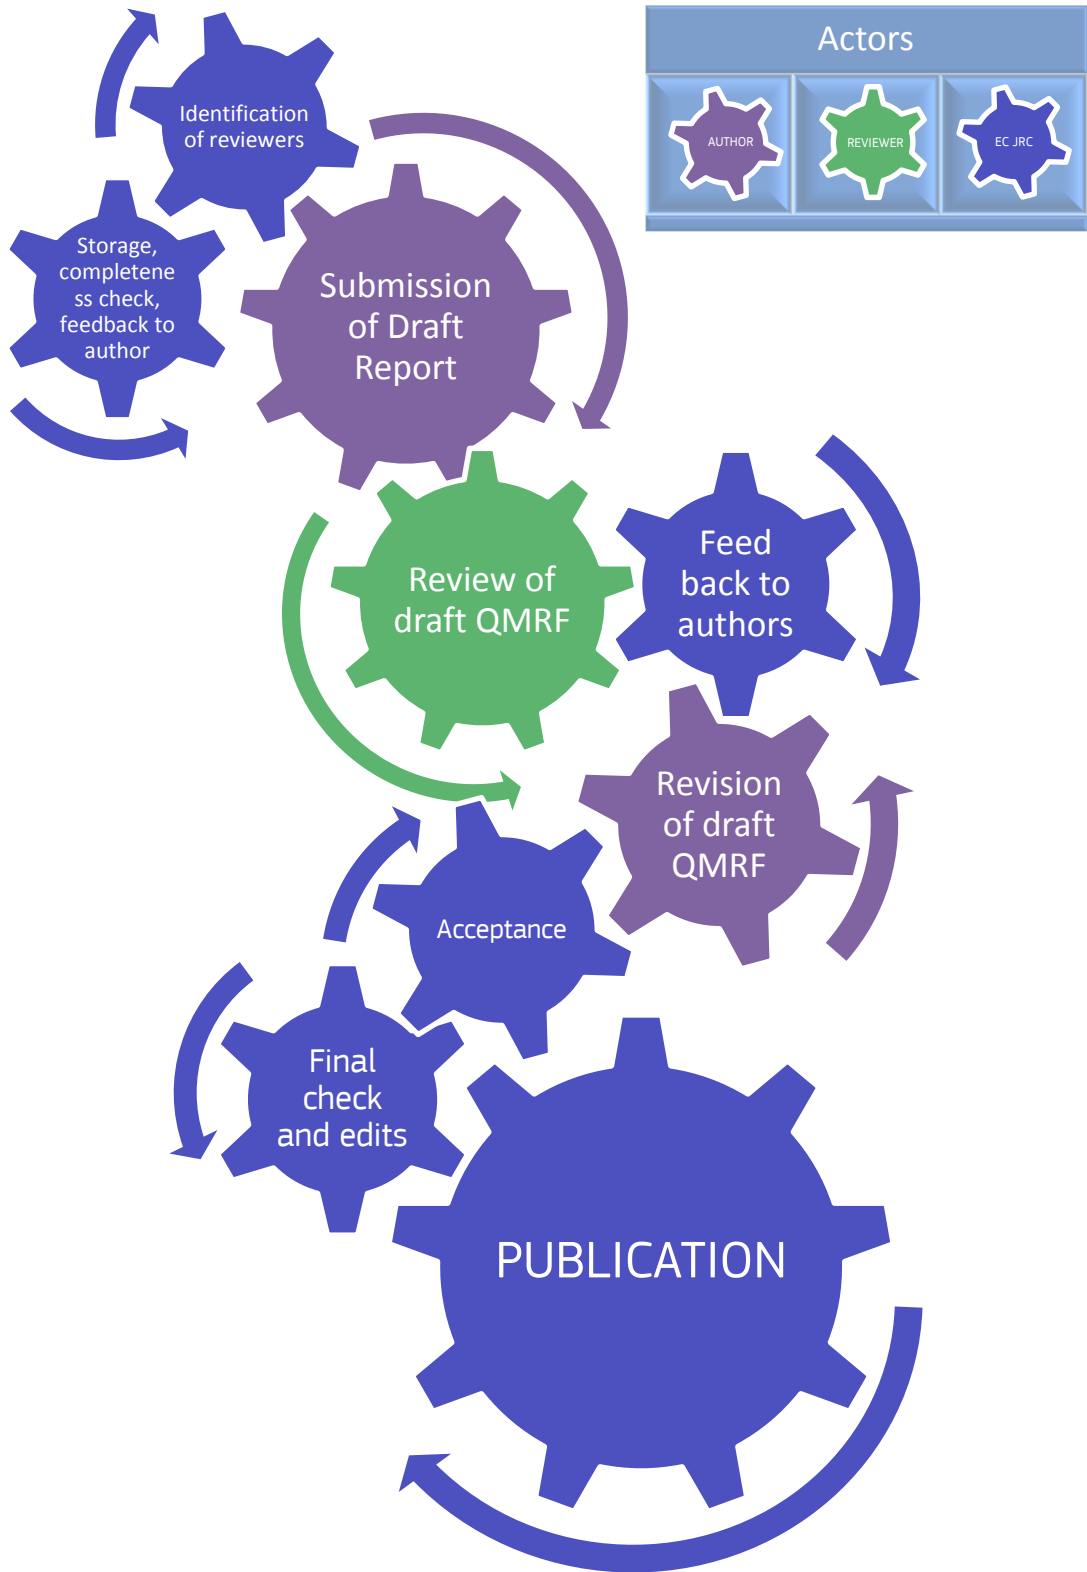 Actors
AUTHOR
REVIEWER
EC JRC
Identification
of reviewers
Storage,
completene
ss check,
feedback to
author
Submission
of Draft
Report
Review of
draft QMRF
Feed
back to
authors
Revision
of draft
QMRF
Acceptance
Final
check
and edits
PUBLICATION